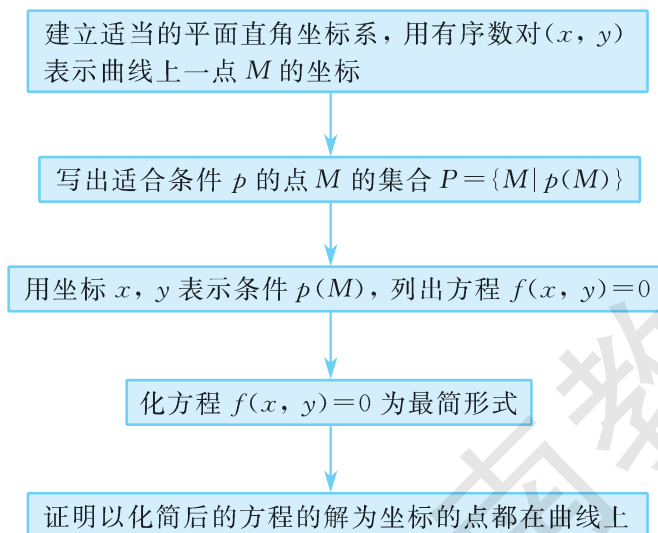 建立适当的平面直角坐标系，用有序数对(x, y)
表示曲线上一点 M 的坐标
写出适合条件 p 的点 M 的集合 P={M|p(M)}
用坐标 x, y 表示条件 p(M)，列出方程 f(x, y)=0
化方程 f(x, y)=0 为最简形式
证明以化简后的方程的解为坐标的点都在曲线上
南教